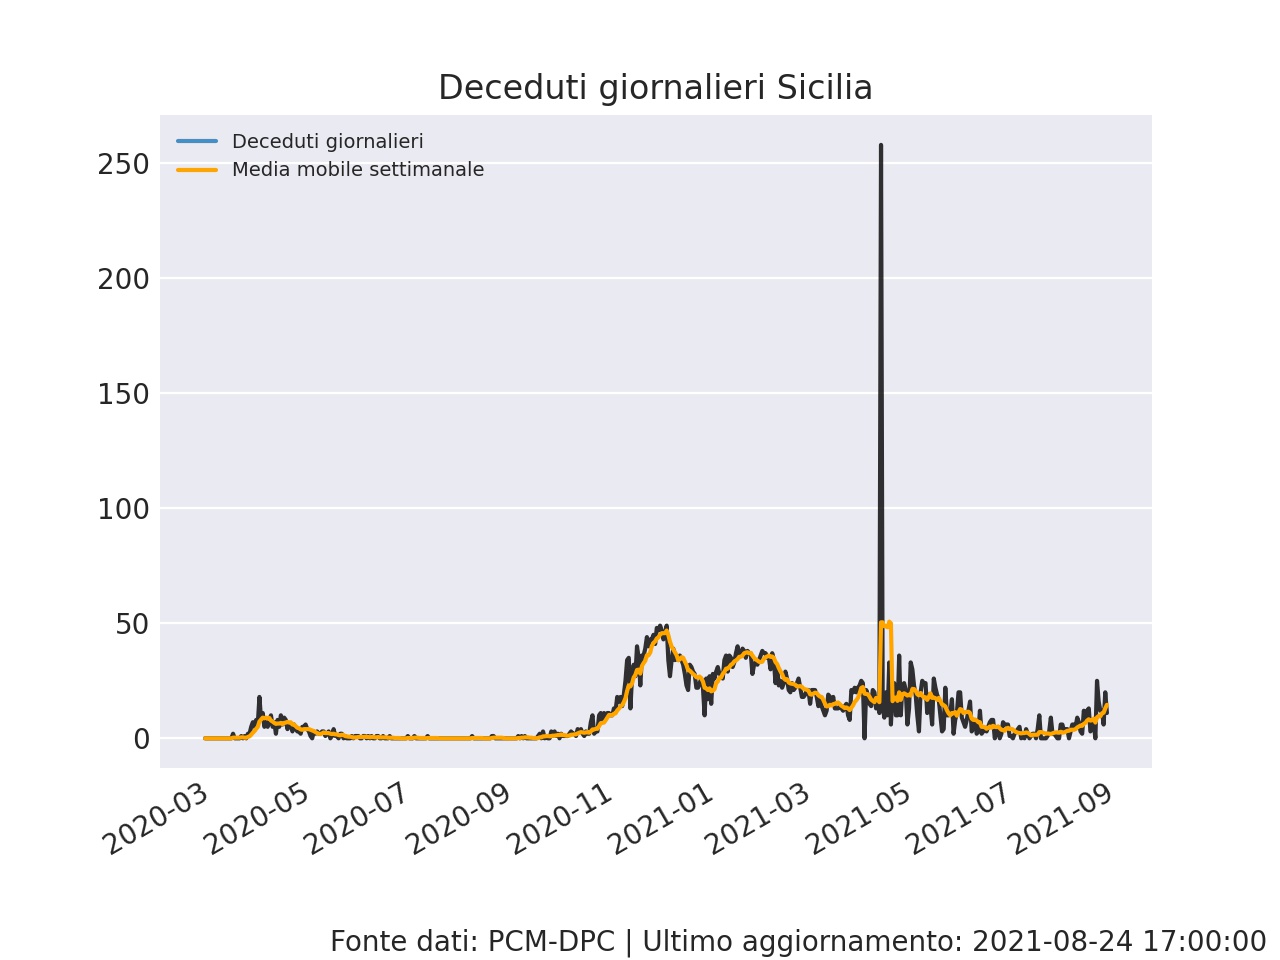 Deceduti giornalieri Sicilia
Deceduti giornalieri
Media mobile settimanale
250
200
150
100
50
0
2020-03 2020-05 2020-07 2020-09 2020-11 2021-01 2021-03 2021-05 2021-07 2021-09
Fonte dati: PCM-DPC | Ultimo aggiornamento: 2021-08-24 17:00:00